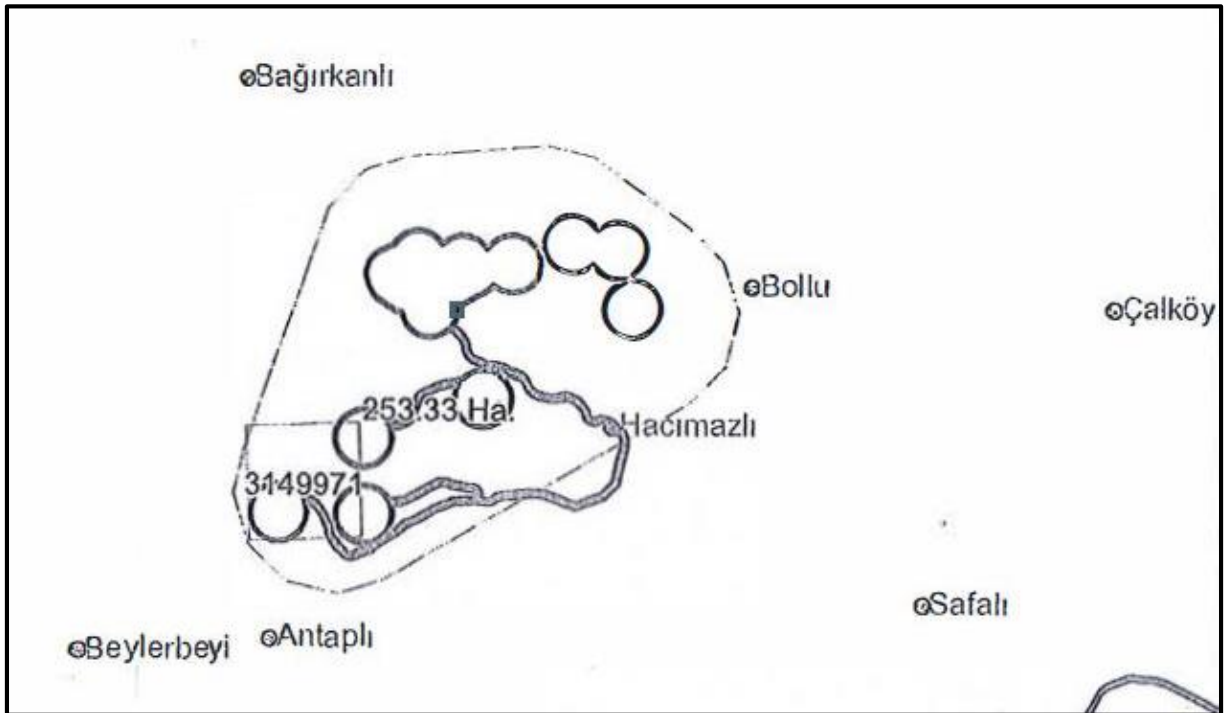 Bağırkanlı
Bollu
Çalköy
253.33 Ha.
Hacımazlı
3149971
Safalı
Antaplı
Beylerbeyi